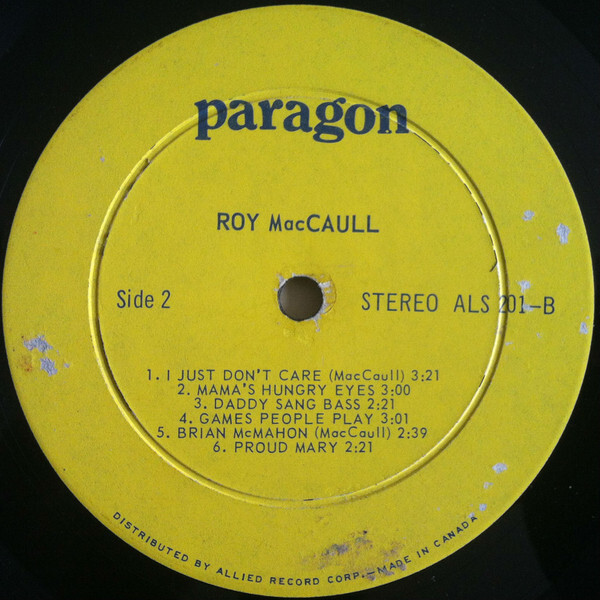 paragon
ROY MacCAULL
Side 2
STEREO ALS 201-B
1. I JUST DON'T CARE (MacCaull) 3:21
2. MAMA'S HUNGRY EYES 3:00
3. DADDY SANG BASS 2:21
4. GAMES PEOPLE PLAY 3:01
5. BRIAN McMAHON (MacCaull) 2:39
6. PROUD MARY 2:21
DISTRIBUTED BY ALLIED RECORD CORP.—MADE IN CANADA